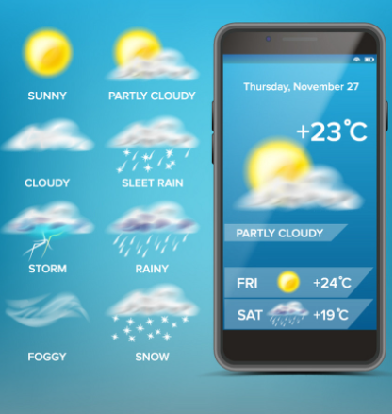 SUNNY
PARTLY CLOUDY
CLOUDY
SLEET RAIN
STORM
RAINY
FOGGY
SNOW
Thursday, November 27
+23°C
PARTLY CLOUDY
FRI +24°C
SAT +19°C